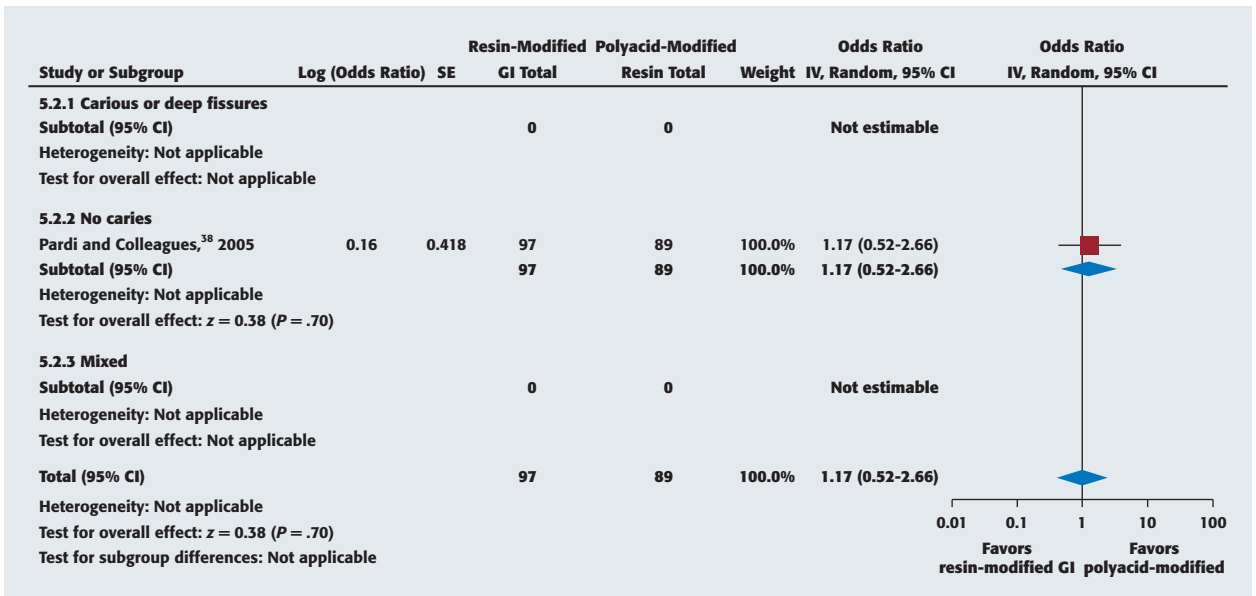 Resin-Modified Polyacid-Modified Odds Ratio Odds Ratio
Study or Subgroup Log (Odds Ratio) SE GI Total Resin Total Weight IV, Random, 95% CI IV, Random, 95% CI
5.2.1 Carious or deep fissures
Subtotal (95% CI) 0 0 Not estimable
Heterogeneity: Not applicable
Test for overall effect: Not applicable
5.2.2 No caries
Pardi and Colleagues,38 2005 0.16 0.418 97 89 100.0% 1.17 (0.52-2.66)
Subtotal (95% CI) 97 89 100.0% 1.17 (0.52-2.66)
Heterogeneity: Not applicable
Test for overall effect: z = 0.38 (P = .70)
5.2.3 Mixed
Subtotal (95% CI) 0 0 Not estimable
Heterogeneity: Not applicable
Test for overall effect: Not applicable
Total (95% CI) 97 89 100.0% 1.17 (0.52-2.66)
Heterogeneity: Not applicable
Test for overall effect: z = 0.38 (P = .70)
Test for subgroup differences: Not applicable
0.01 0.1 1 10 100
Favors Favors
resin-modified GI polyacid-modified